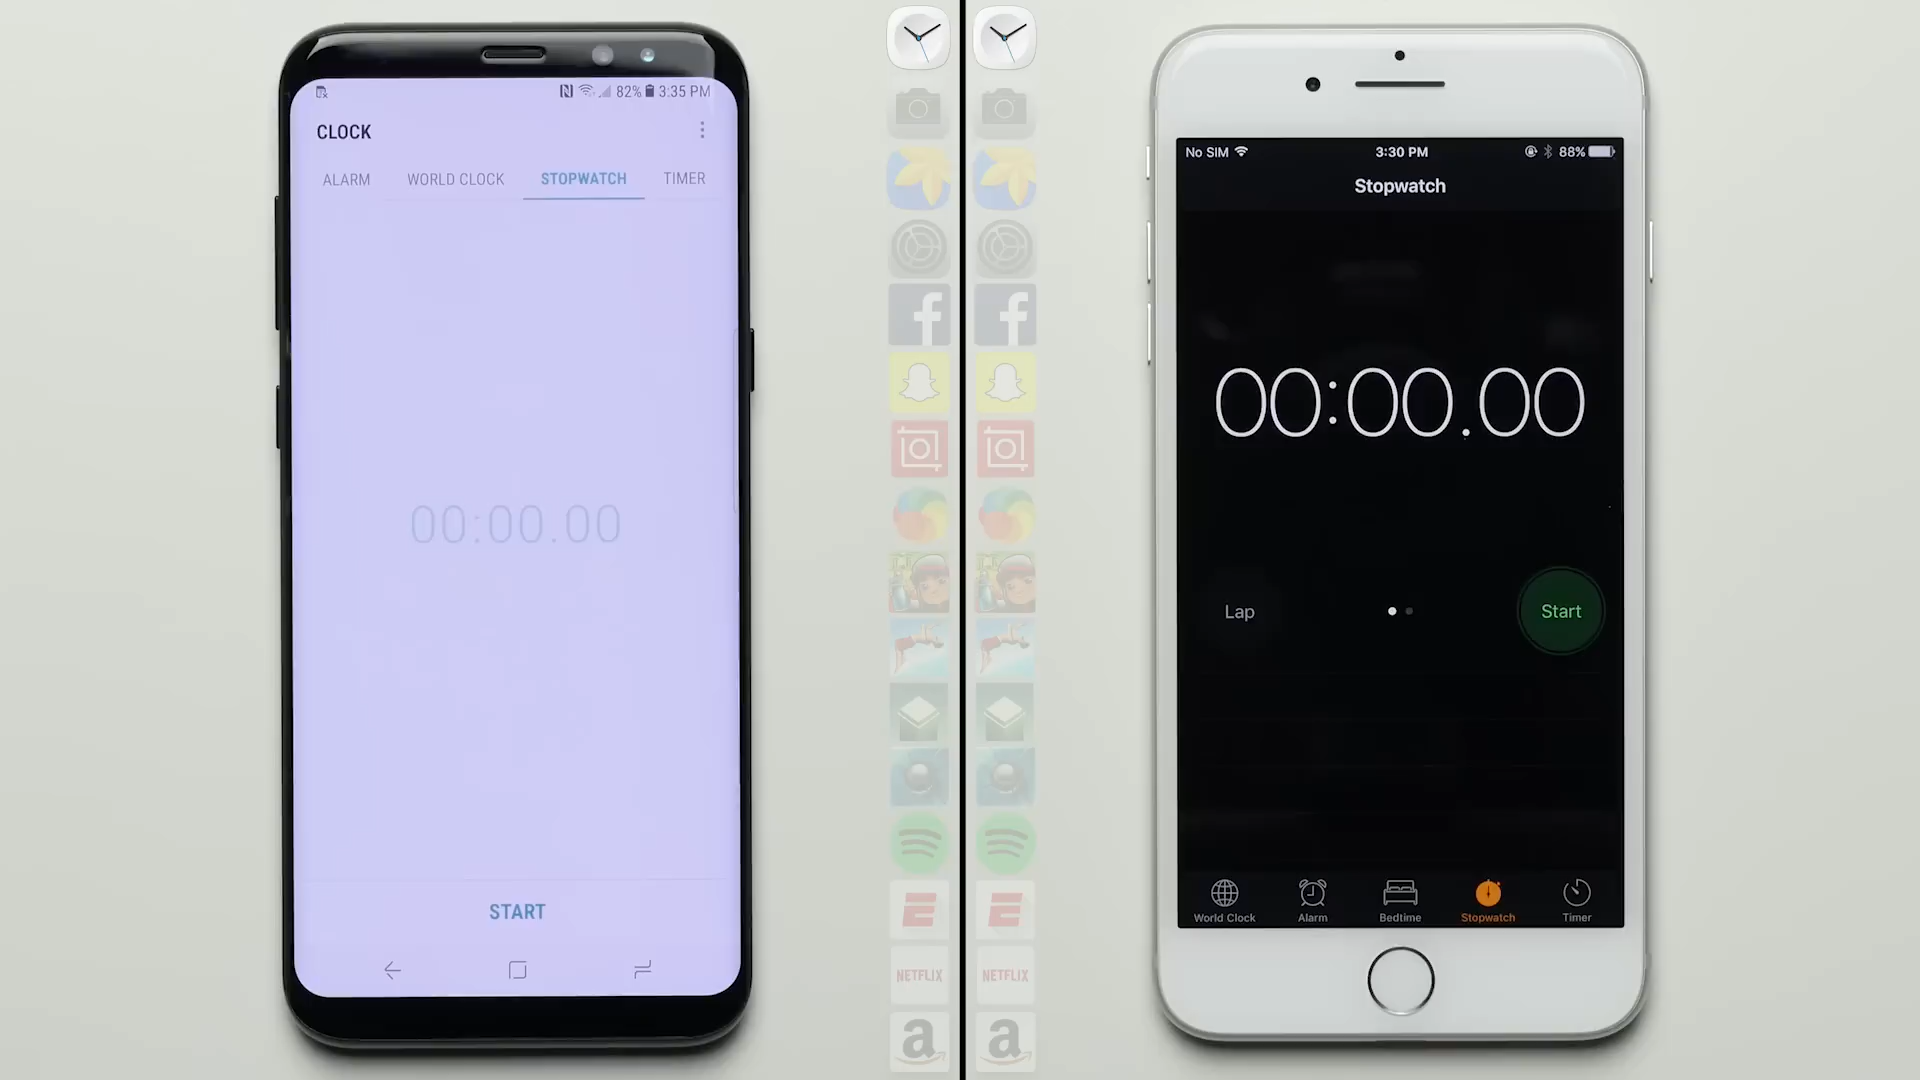 82% 3:35 PM
CLOCK
ALARM WORLD CLOCK STOPWATCH TIMER
00:00.00
START
NETFLIX
a
NETFLIX
a
No SIM 3:30 PM 88%
Stopwatch
00:00.00
Lap Start
World Clock Alarm Bedtime Stopwatch Timer